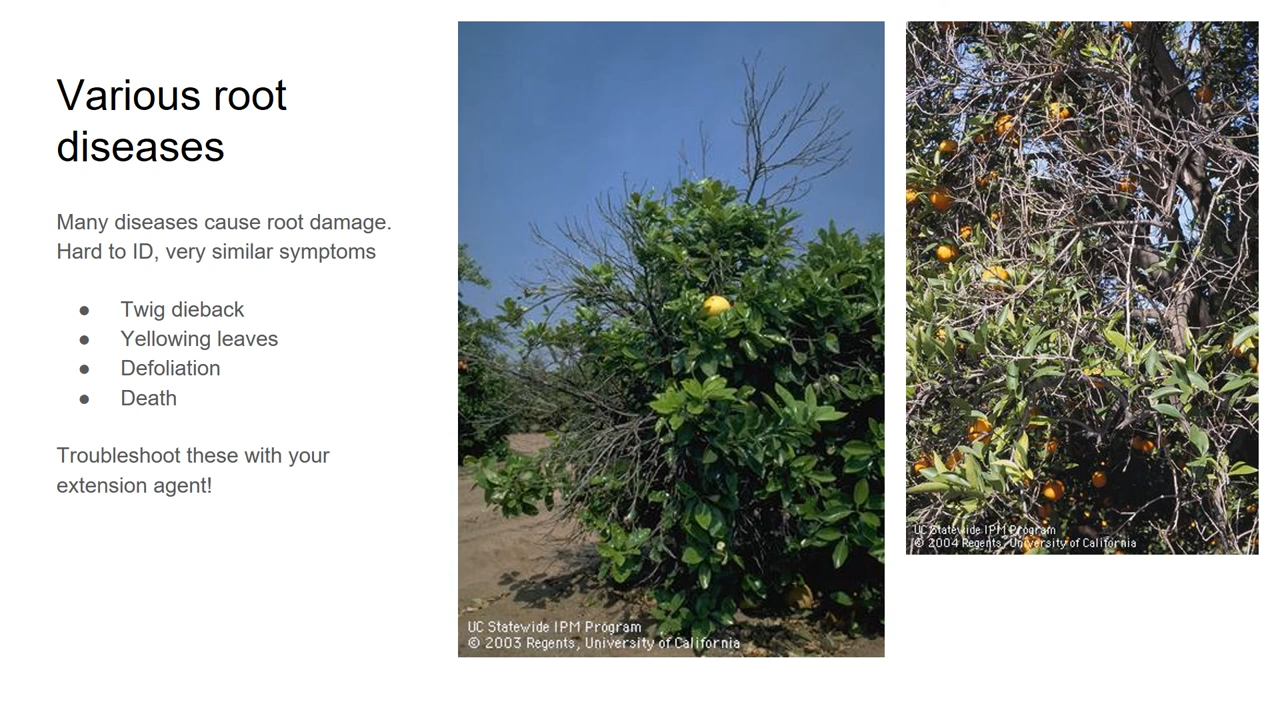 Various root
diseases
Many diseases cause root damage.
Hard to ID, very similar symptoms
● Twig dieback
● Yellowing leaves
● Defoliation
● Death
Troubleshoot these with your
extension agent!
UC Statewide IPM Program
© 2003 Regents, University of California
UC Statewide IPM Program
© 2004 Regents, University of California